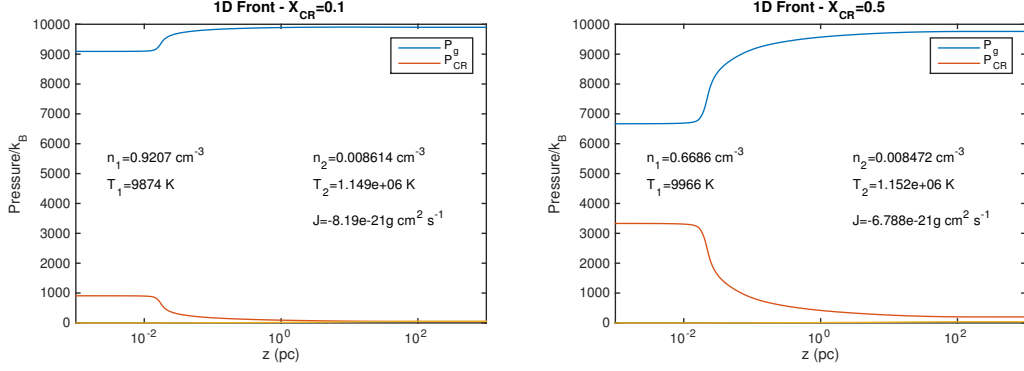 1D Front - X_CR=0.1
10000
9000
8000
7000
6000
5000
4000
3000
2000
1000
0
Pressure/k_B
P_g
P_CR
n_1=0.9207 cm^-3
T_1=9874 K
n_2=0.008614 cm^-3
T_2=1.149e+06 K
J=-8.19e-21g cm^2 s^-1
10^-2
10^0
10^2
z (pc)
1D Front - X_CR=0.5
10000
9000
8000
7000
6000
5000
4000
3000
2000
1000
0
Pressure/k_B
P_g
P_CR
n_1=0.6686 cm^-3
T_1=9966 K
n_2=0.008472 cm^-3
T_2=1.152e+06 K
J=-6.788e-21g cm^2 s^-1
10^-2
10^0
10^2
z (pc)